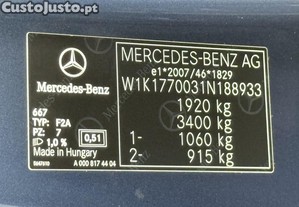 CustoJusto.pt
Mercedes-Benz
667
TYP: F2A
PZ: 7
1,0 %
0,51
Made in Hungary
A 000 817 44 04
MERCEDES-BENZ AG
e1*2007/46*1829
W1K1770031N188933
1920 kg
3400 kg
1- 1060 kg
2- 915 kg